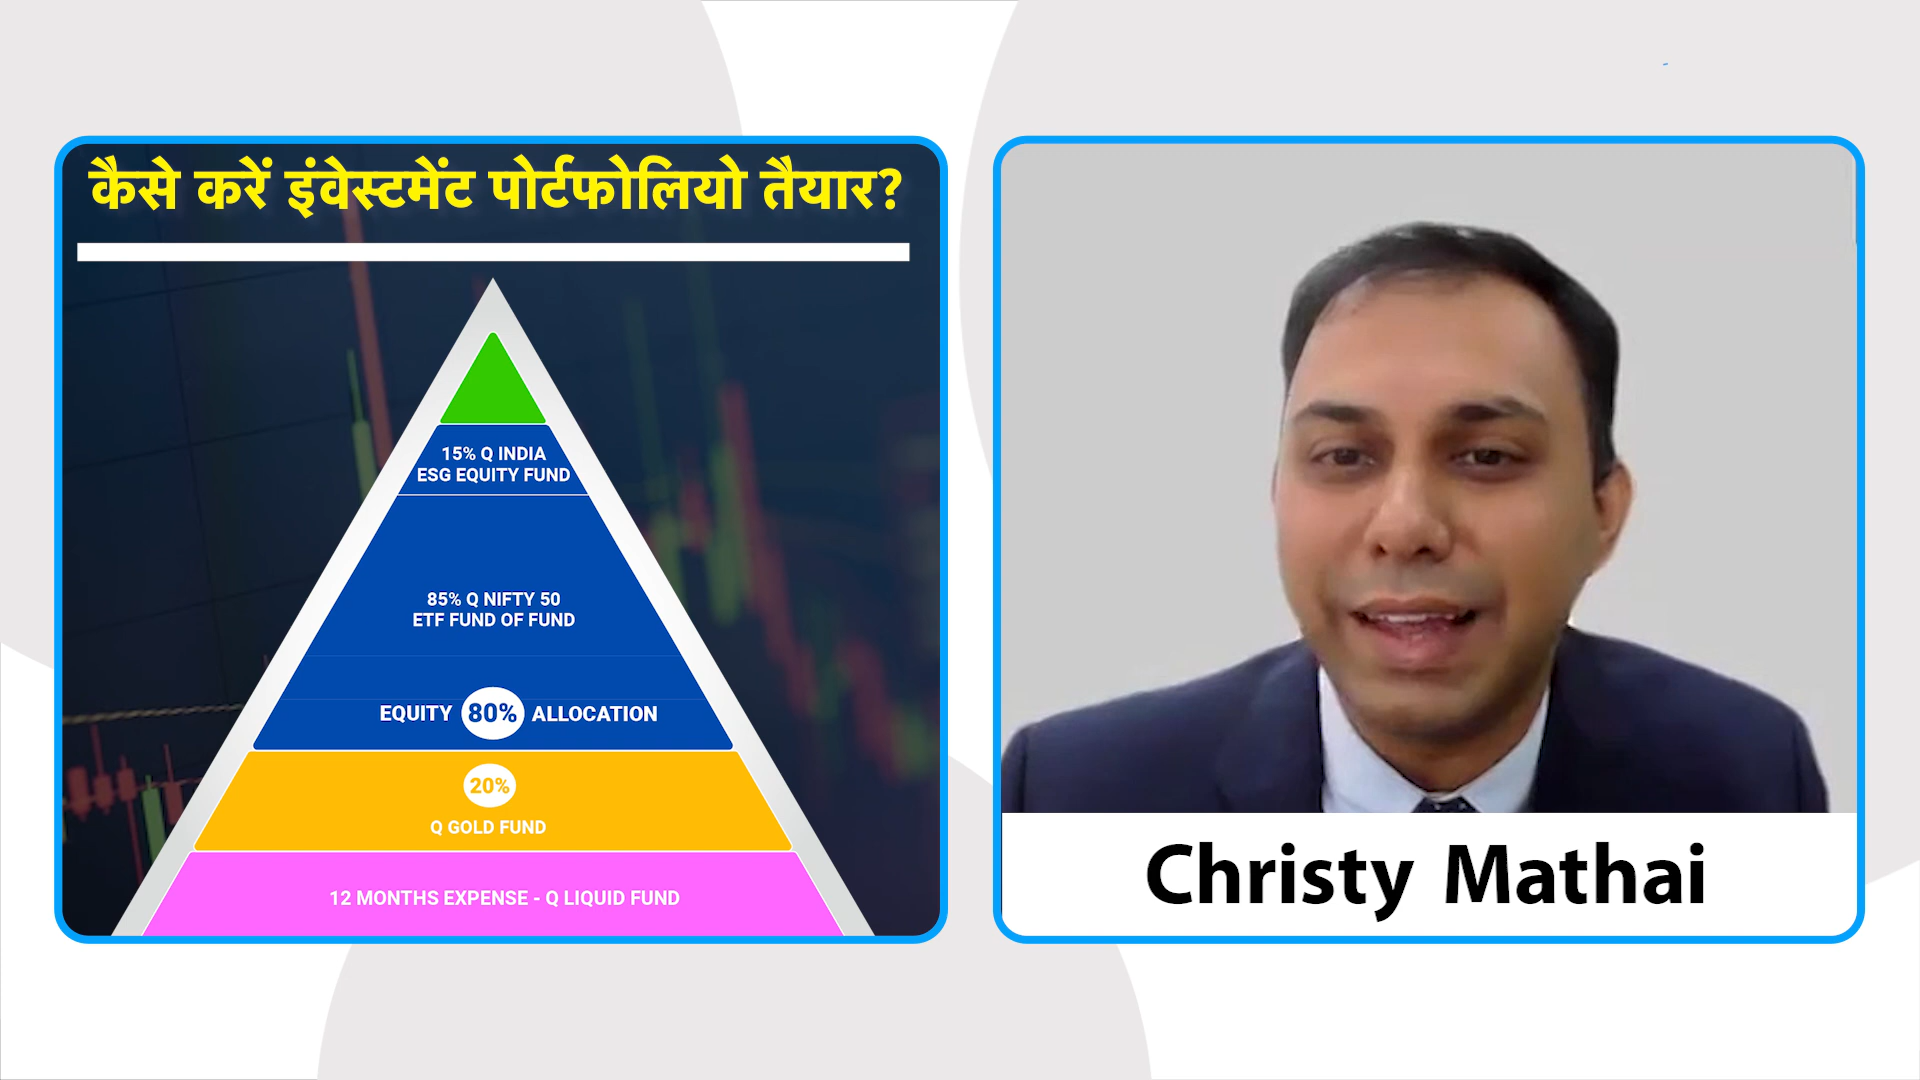 कैसे करें इंवेस्टमेंट पोर्टफोलियो तैयार?
15% Q INDIA
ESG EQUITY FUND
85% Q NIFTY 50
ETF FUND OF FUND
EQUITY 80% ALLOCATION
20%
Q GOLD FUND
12 MONTHS EXPENSE - Q LIQUID FUND
Christy Mathai